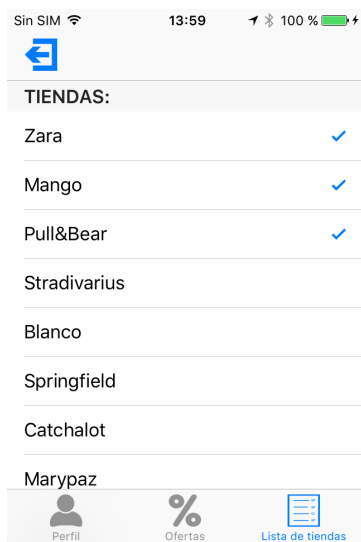 Sin SIM 13:59 100 %
TIENDAS:
Zara
Mango
Pull&Bear
Stradivarius
Blanco
Springfield
Catchalot
Marypaz
Perfil Ofertas Lista de tiendas